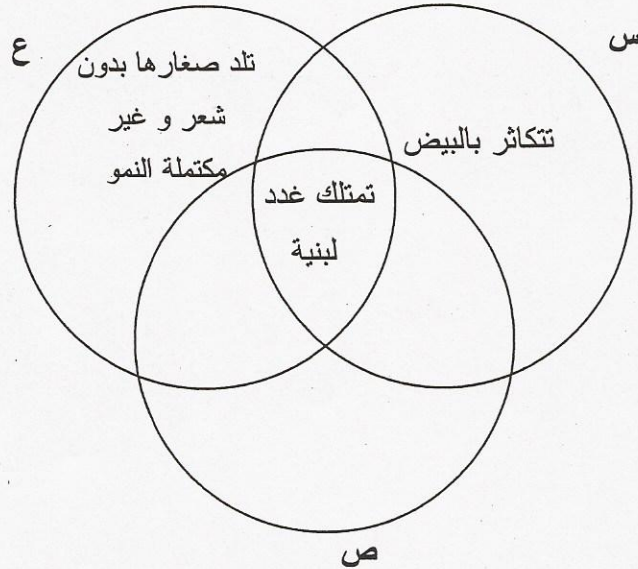 س
ع
تتكاثر بالبيض
تلد صغارها بدون
شعر و غير
مكتملة النمو
تمتلك غدد
لبنية
ص